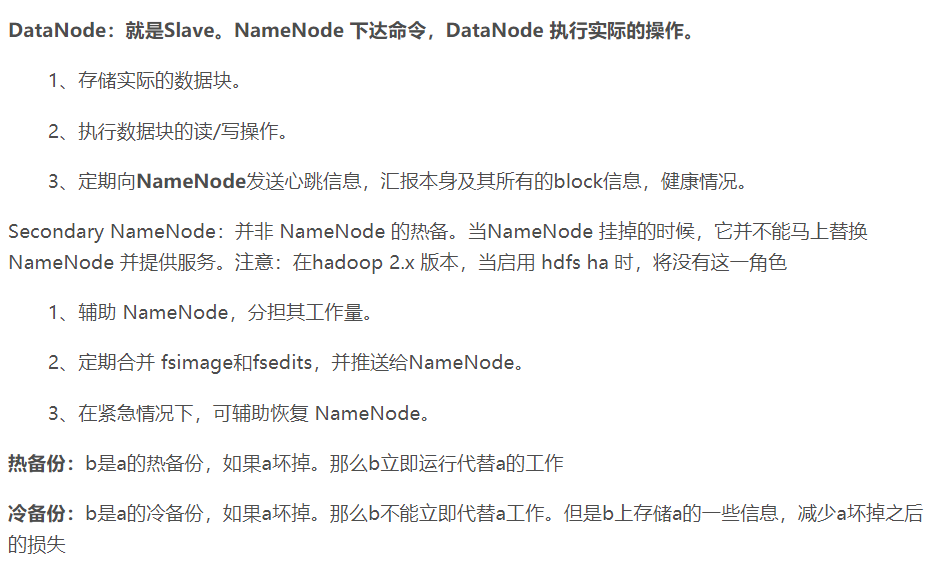 DataNode：就是Slave。NameNode 下达命令，DataNode 执行实际的操作。
1、存储实际的数据块。
2、执行数据块的读/写操作。
3、定期向NameNode发送心跳信息，汇报本身及其所有的block信息，健康情况。
Secondary NameNode：并非 NameNode 的热备。当NameNode 挂掉的时候，它并不能马上替换
NameNode 并提供服务。注意：在hadoop 2.x 版本，当启用 hdfs ha 时，将没有这一角色
1、辅助 NameNode，分担其工作量。
2、定期合并 fsimage和fsedits，并推送给NameNode。
3、在紧急情况下，可辅助恢复 NameNode。
热备份：b是a的热备份，如果a坏掉。那么b立即运行代替a的工作
冷备份：b是a的冷备份，如果a坏掉。那么b不能立即代替a工作。但是b上存储a的一些信息，减少a坏掉之后
的损失